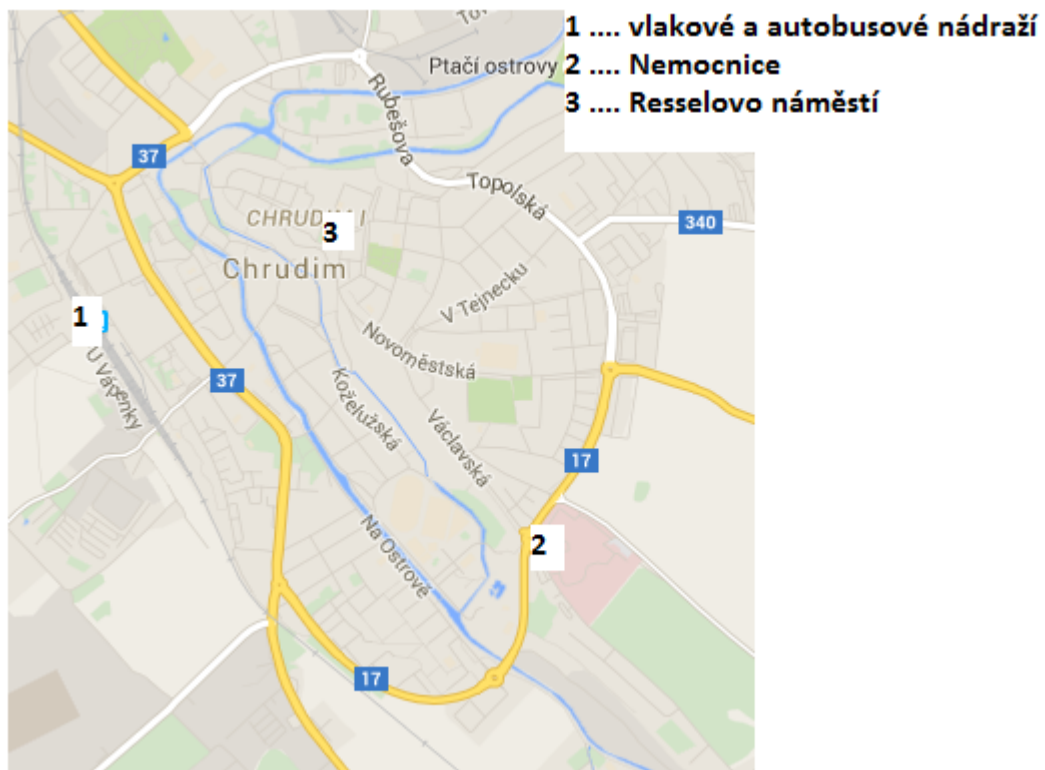 1 .... vlakové a autobusové nádraží
2 .... Nemocnice
3 .... Resselovo náměstí
Ptačí ostrovy
Rubešova
37
Topolská
CHRUDIM I
3
340
Chrudim
V Tejnecku
1
Novoměstská
U Vápenky
37
Koželužská
Václavská
17
Na Ostrově
2
17